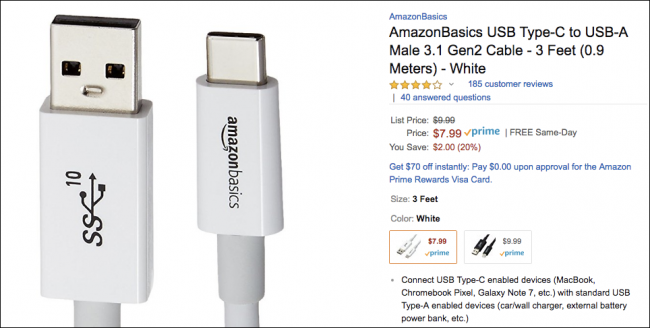 SS 10
amazonbasics
AmazonBasics
AmazonBasics USB Type-C to USB-A
Male 3.1 Gen2 Cable - 3 Feet (0.9
Meters) - White
185 customer reviews
| 40 answered questions
List Price: $9.99
Price: $7.99 prime | FREE Same-Day
You Save: $2.00 (20%)
Get $70 off instantly: Pay $0.00 upon approval for the Amazon
Prime Rewards Visa Card.
Size: 3 Feet
Color: White
$7.99
prime
$9.99
prime
• Connect USB Type-C enabled devices (MacBook,
Chromebook Pixel, Galaxy Note 7, etc.) with standard USB
Type-A enabled devices (car/wall charger, external battery
power bank, etc.)